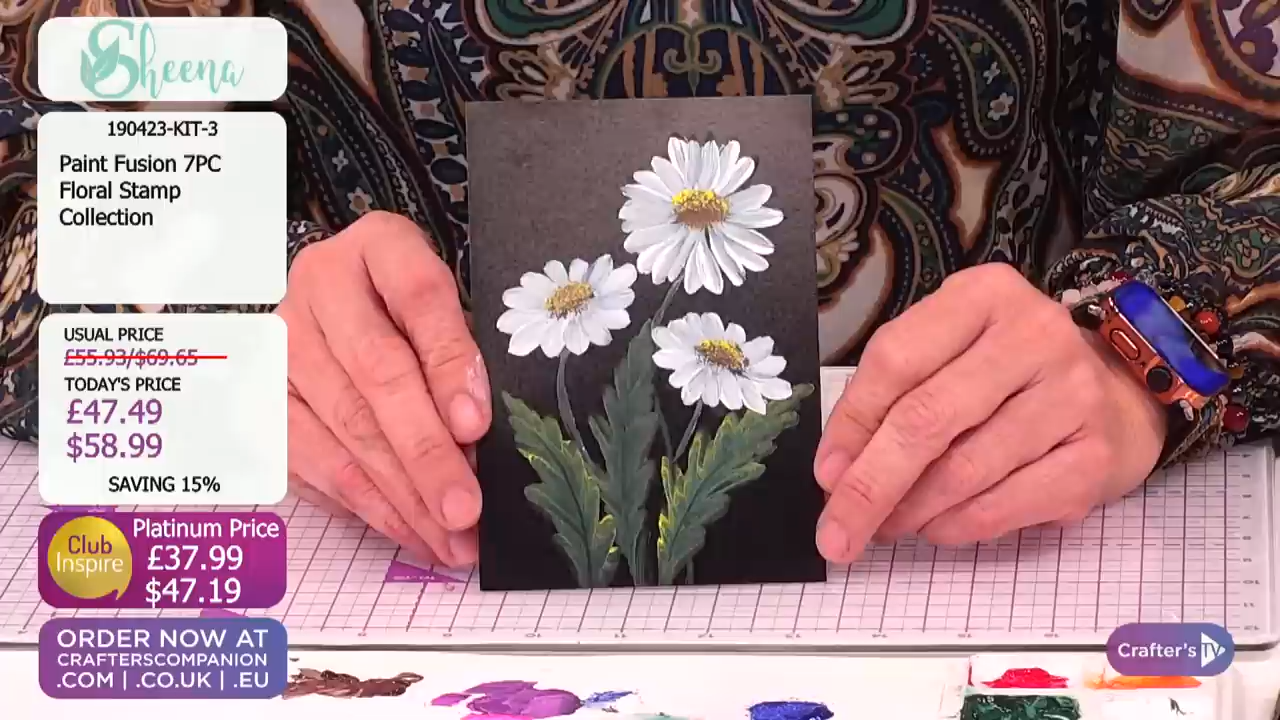 Sheena
190423-KIT-3
Paint Fusion 7PC
Floral Stamp
Collection
USUAL PRICE
£55.93/$69.65
TODAY'S PRICE
£47.49
$58.99
SAVING 15%
Club
Inspire
Platinum Price
£37.99
$47.19
ORDER NOW AT
CRAFTERSCOMPANION
.COM | .CO.UK | .EU
Crafter's TV